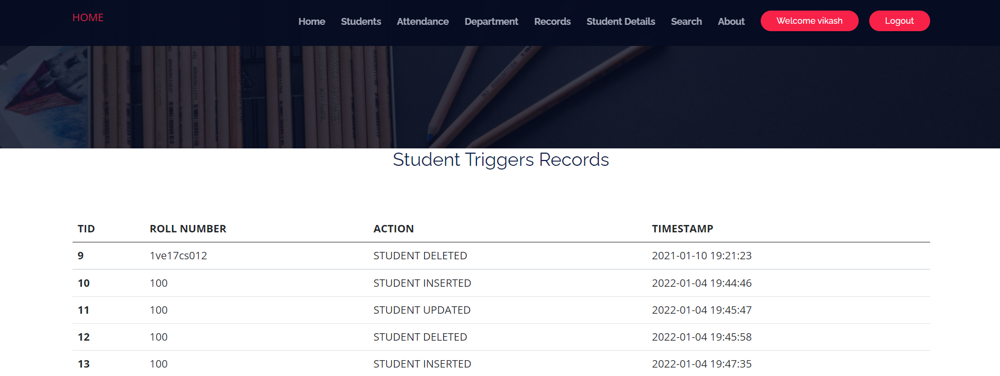 HOME
Home Students Attendance Department Records Student Details Search About Welcome vikash Logout
Student Triggers Records
TID ROLL NUMBER ACTION TIMESTAMP
9 1ve17cs012 STUDENT DELETED 2021-01-10 19:21:23
10 100 STUDENT INSERTED 2022-01-04 19:44:46
11 100 STUDENT UPDATED 2022-01-04 19:45:47
12 100 STUDENT DELETED 2022-01-04 19:45:58
13 100 STUDENT INSERTED 2022-01-04 19:47:35